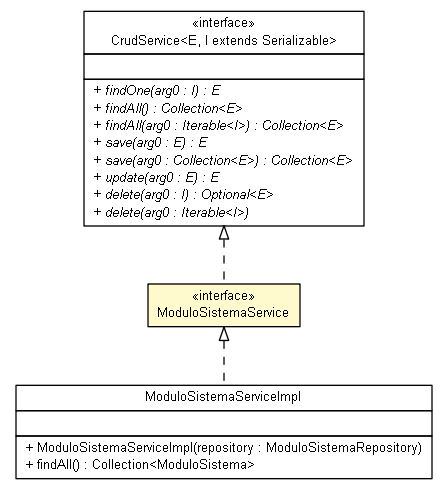 «interface»
CrudService<E, I extends Serializable>
+ findOne(arg0 : I) : E
+ findAll() : Collection<E>
+ findAll(arg0 : Iterable<I>) : Collection<E>
+ save(arg0 : E) : E
+ save(arg0 : Collection<E>) : Collection<E>
+ update(arg0 : E) : E
+ delete(arg0 : I) : Optional<E>
+ delete(arg0 : Iterable<I>)
«interface»
ModuloSistemaService
ModuloSistemaServiceImpl
+ ModuloSistemaServiceImpl(repository : ModuloSistemaRepository)
+ findAll() : Collection<ModuloSistema>